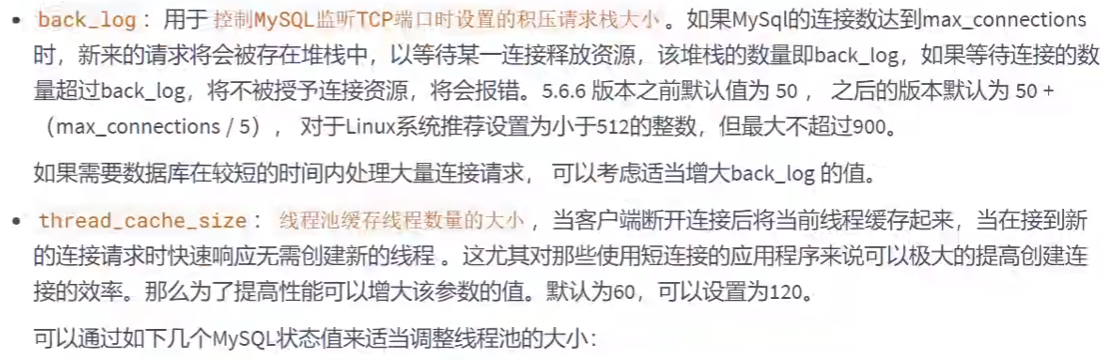 • back_log：用于 控制MySQL监听TCP端口时设置的积压请求栈大小 。如果MySql的连接数达到max_connections
时，新来的请求将会被存在堆栈中，以等待某一连接释放资源，该堆栈的数量即back_log，如果等待连接的数
量超过back_log，将不被授予连接资源，将会报错。5.6.6 版本之前默认值为 50 ， 之后的版本默认为 50 +
（max_connections / 5）， 对于Linux系统推荐设置为小于512的整数，但最大不超过900。
如果需要数据库在较短的时间内处理大量连接请求， 可以考虑适当增大back_log 的值。
• thread_cache_size： 线程池缓存线程数量的大小 ，当客户端断开连接后将当前线程缓存起来，当在接到新
的连接请求时快速响应无需创建新的线程 。这尤其对那些使用短连接的应用程序来说可以极大的提高创建连
接的效率。那么为了提高性能可以增大该参数的值。默认为60，可以设置为120。
可以通过如下几个MySQL状态值来适当调整线程池的大小：